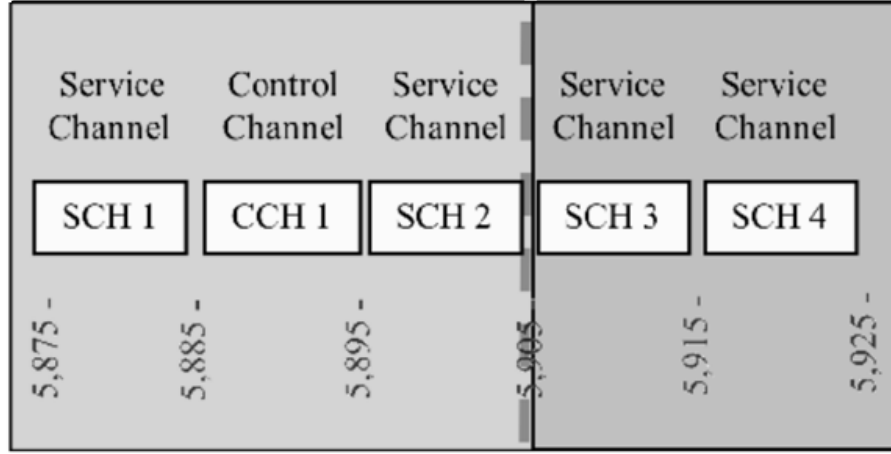 Service Control Service Service Service
Channel Channel Channel Channel Channel
SCH 1 CCH 1 SCH 2 SCH 3 SCH 4
5,875 - 5,885 - 5,895 - 5,905 5,915 - 5,925 -